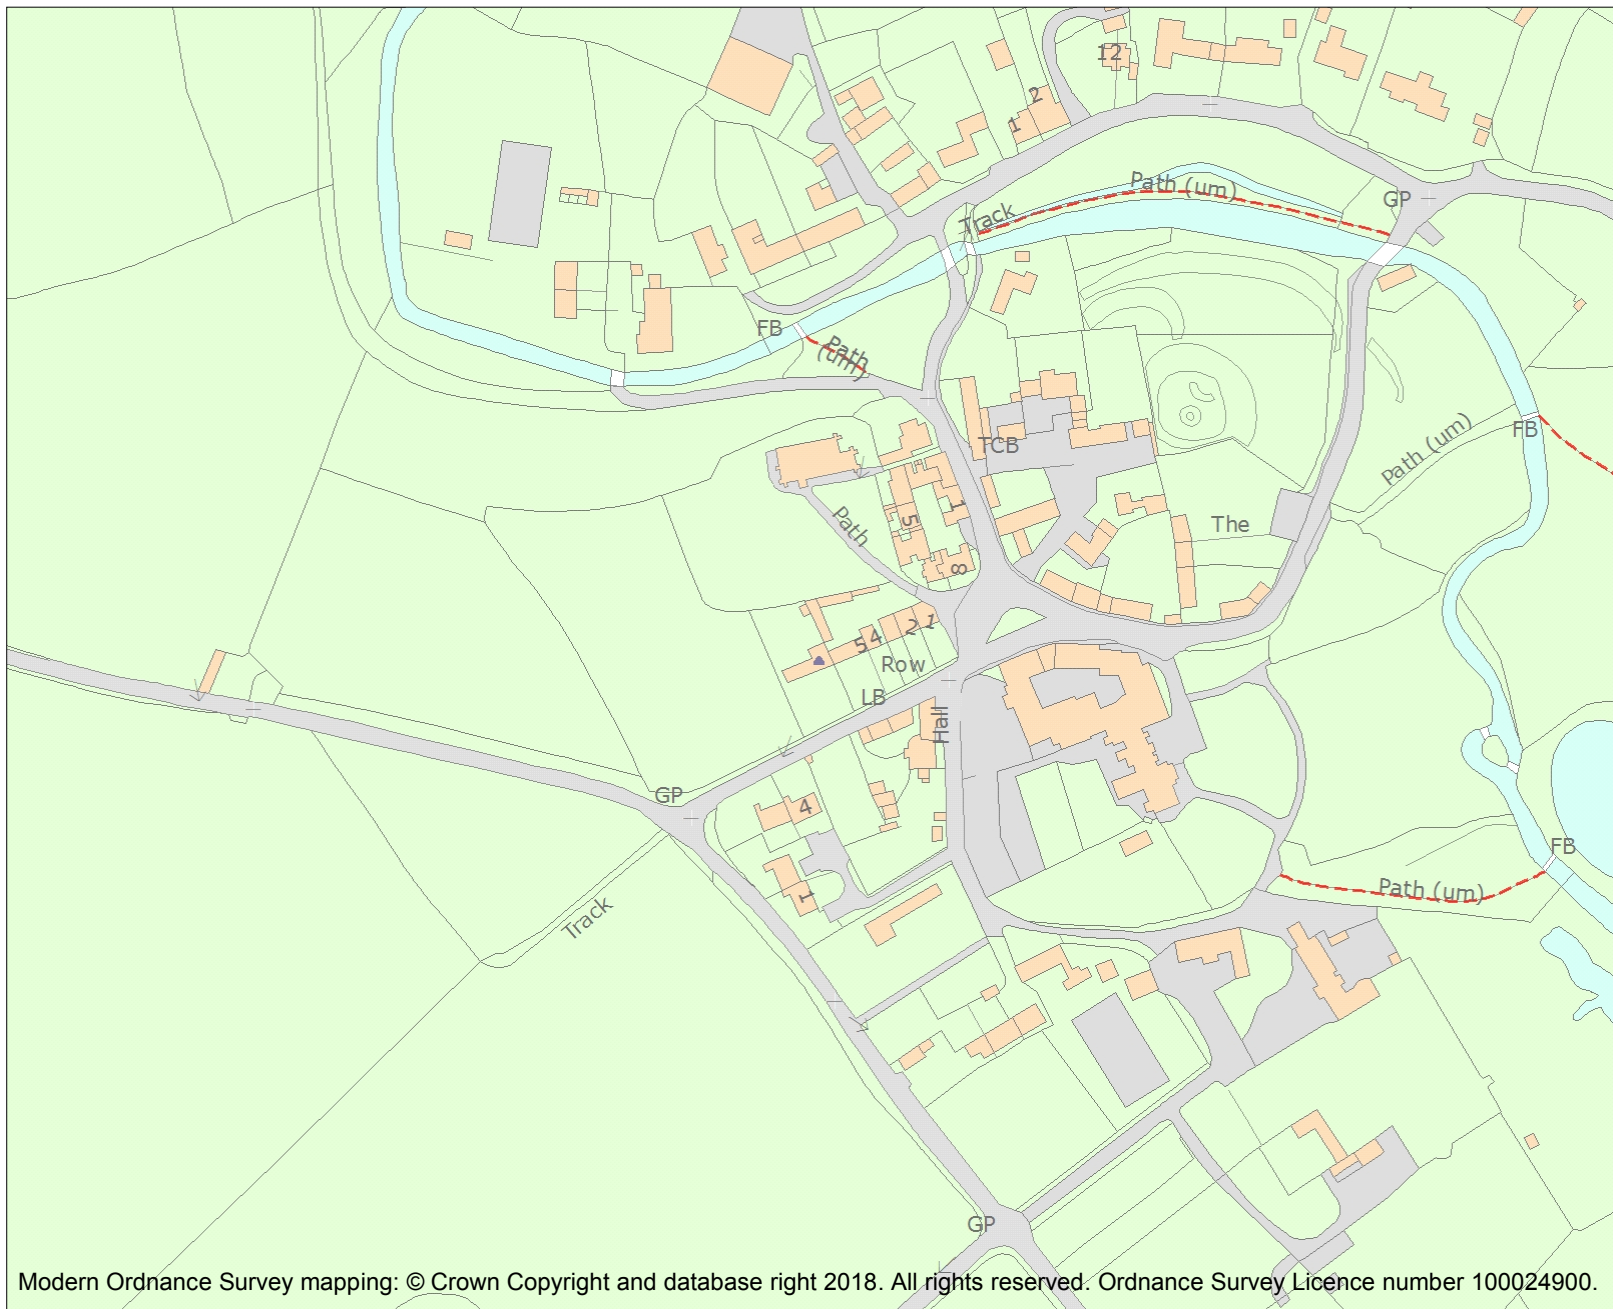 12
2
1
Path (um)
GP
Track
FB
Path
(um)
TCB
FB
Path (um)
1
5
Path
The
8
54
2
1
Row
LB
Hall
GP
4
FB
1
Path (um)
Track
GP
L
Modern Ordnance Survey mapping: © Crown Copyright and database right 2018. All rights reserved. Ordnance Survey Licence number 100024900.